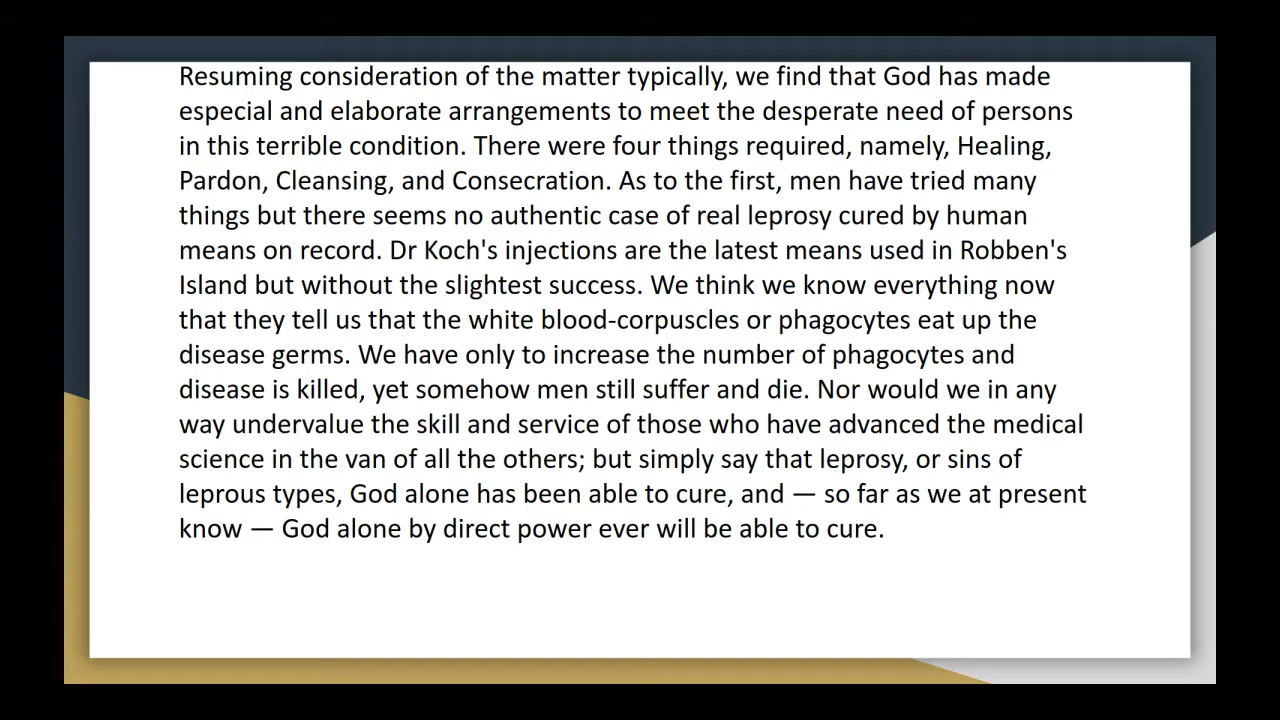 Resuming consideration of the matter typically, we find that God has made
especial and elaborate arrangements to meet the desperate need of persons
in this terrible condition. There were four things required, namely, Healing,
Pardon, Cleansing, and Consecration. As to the first, men have tried many
things but there seems no authentic case of real leprosy cured by human
means on record. Dr Koch's injections are the latest means used in Robben's
Island but without the slightest success. We think we know everything now
that they tell us that the white blood-corpuscles or phagocytes eat up the
disease germs. We have only to increase the number of phagocytes and
disease is killed, yet somehow men still suffer and die. Nor would we in any
way undervalue the skill and service of those who have advanced the medical
science in the van of all the others; but simply say that leprosy, or sins of
leprous types, God alone has been able to cure, and — so far as we at present
know — God alone by direct power ever will be able to cure.